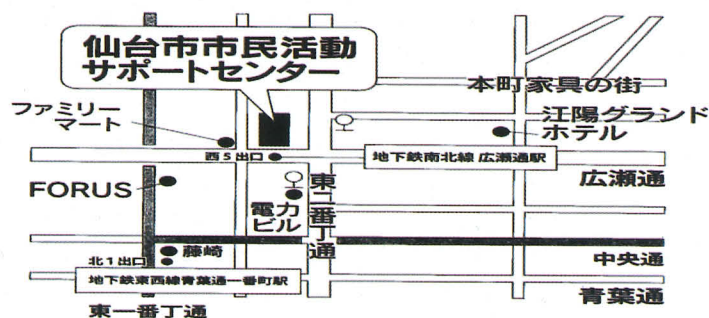 仙台市市民活動
サポートセンター
本町家具の街
ファミリー
マート
江陽グランド
ホテル
西5出口
地下鉄南北線 広瀬通駅
広瀬通
FORUS
東二番丁通
電力
ビル
藤崎
中央通
北1出口
地下鉄東西線青葉通一番町駅
青葉通
東一番丁通